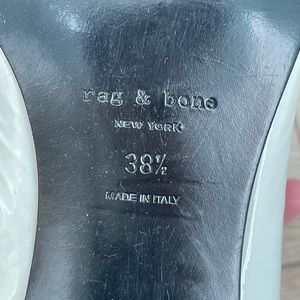 rag & bone
NEW YORK
38½
MADE IN ITALY